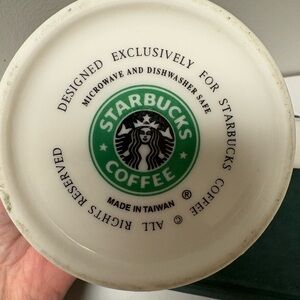 DESIGNED EXCLUSIVELY FOR STARBUCKS COFFEE © ALL RIGHTS RESERVED
MICROWAVE AND DISHWASHER SAFE
STARBUCKS
COFFEE
MADE IN TAIWAN ®